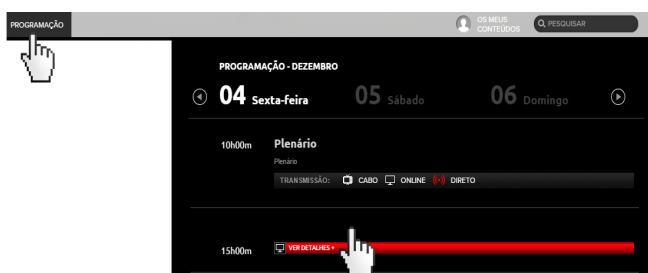 PROGRAMAÇÃO
OS MEUS CONTEÚDOS
PESQUISAR
PROGRAMAÇÃO - DEZEMBRO
04 Sexta-feira 05 Sábado 06 Domingo
10h00m Plenário
Plenário
TRANSMISSÃO: CABO ONLINE DIRETO
15h00m VER DETALHES +